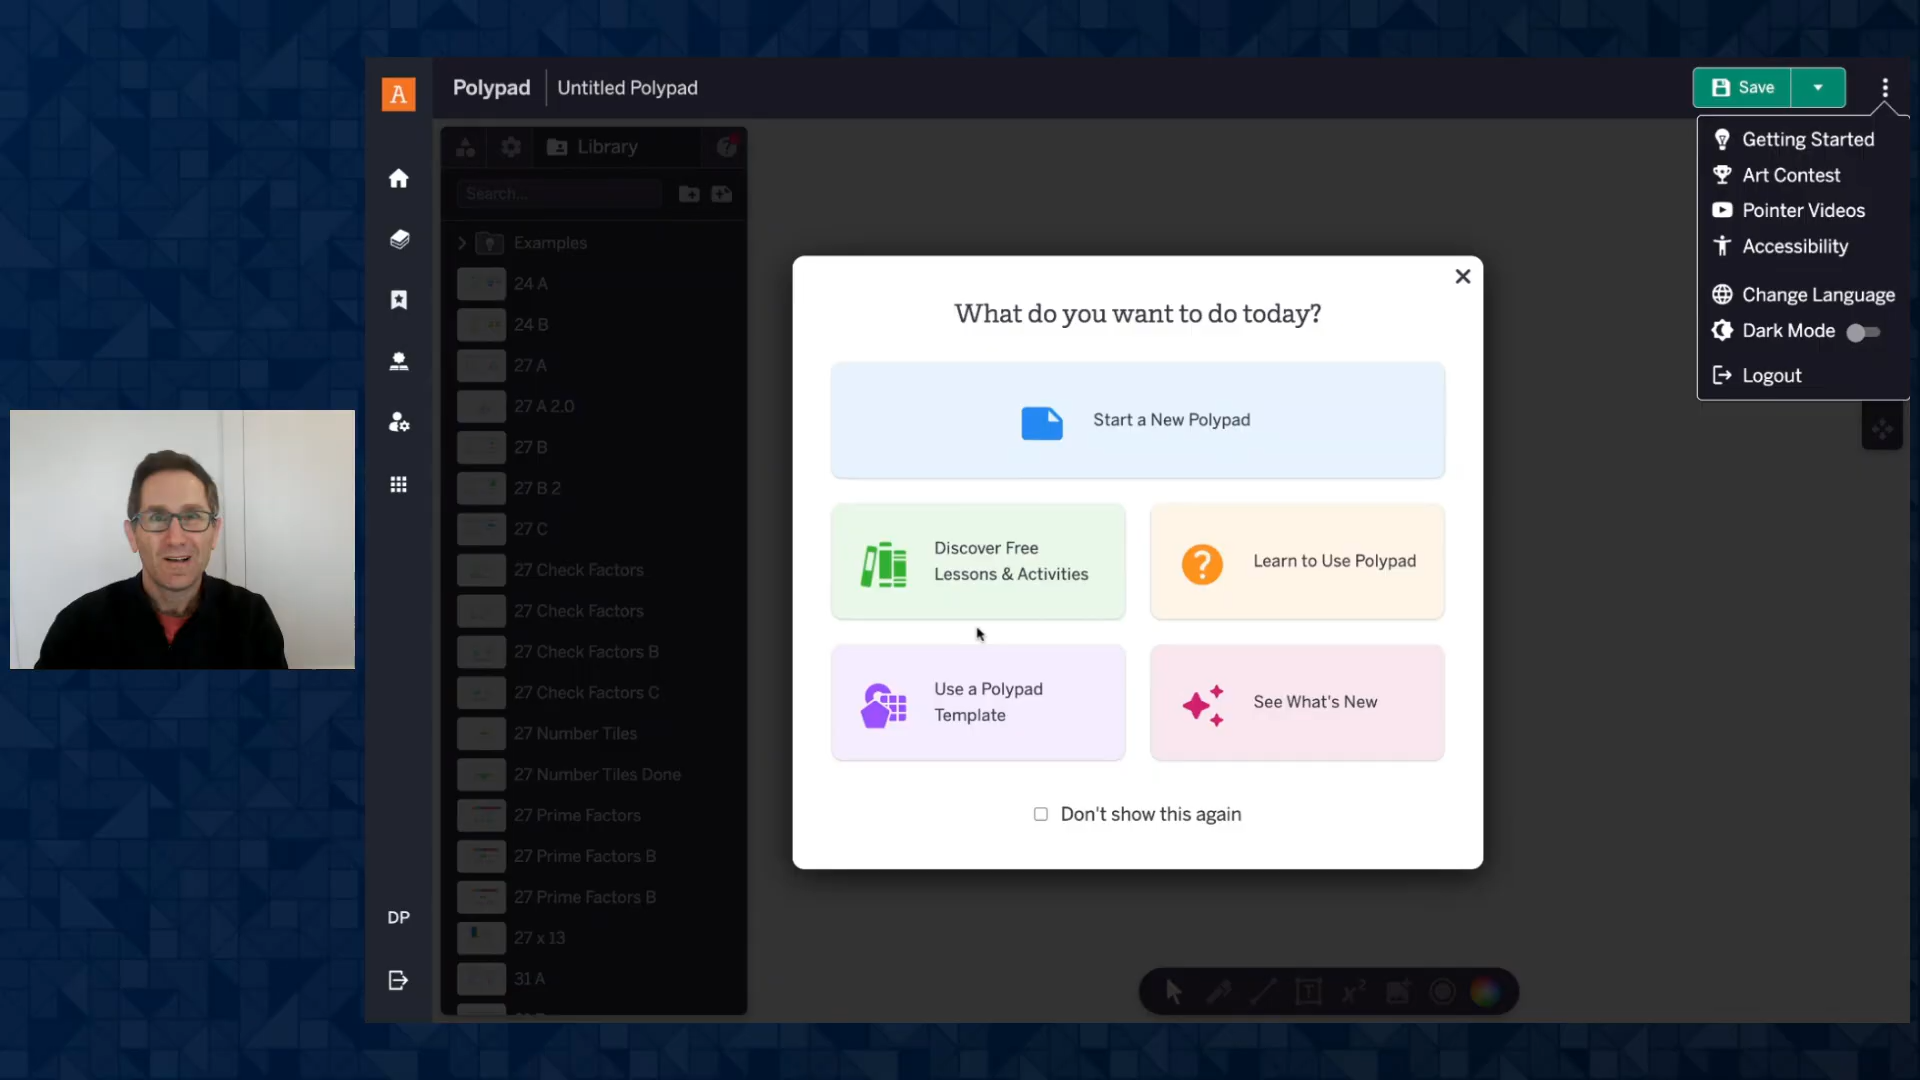 A
Polypad
Untitled Polypad
Save
Getting Started
Art Contest
Pointer Videos
Accessibility
Change Language
Dark Mode
Logout
Library
Search...
Examples
24 A
24 B
27 A
27 A 2.0
27 B
27 B 2
27 C
27 Check Factors
27 Check Factors
27 Check Factors B
27 Check Factors C
27 Number Tiles
27 Number Tiles Done
27 Prime Factors
27 Prime Factors B
27 Prime Factors B
27 x 13
31 A
What do you want to do today?
Start a New Polypad
Discover Free
Lessons & Activities
Learn to Use Polypad
Use a Polypad
Template
See What's New
Don't show this again
DP
T
x²